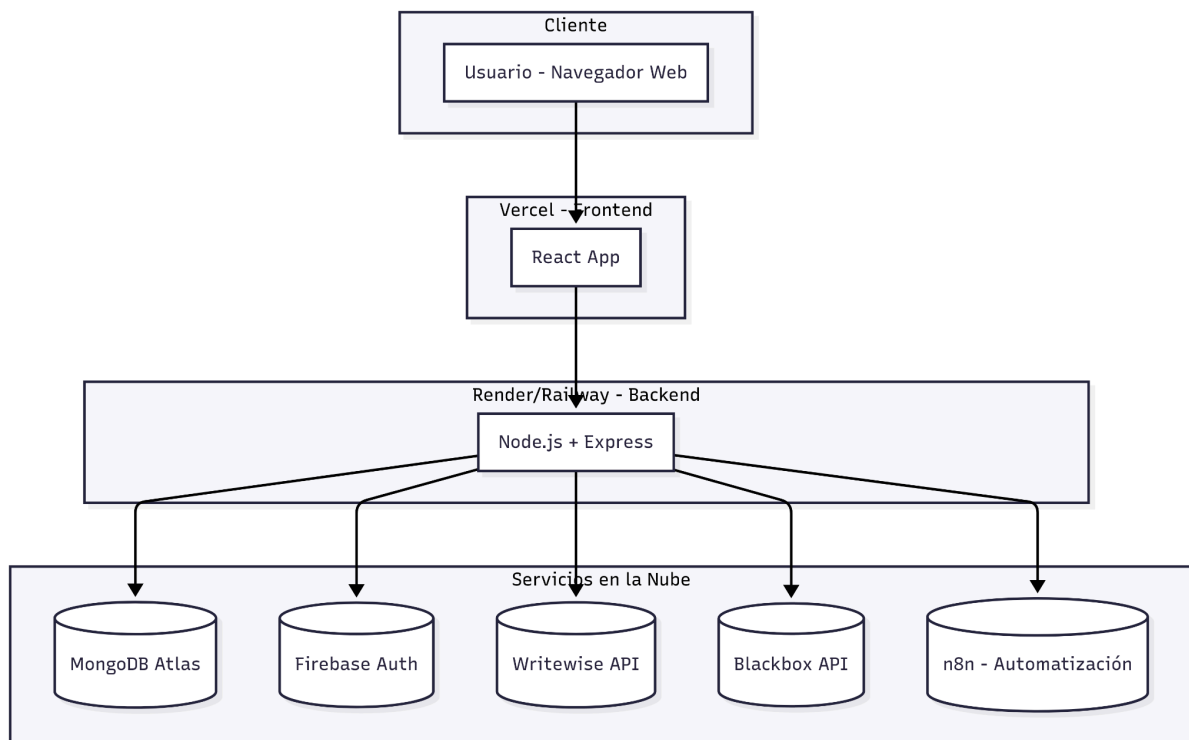 Cliente
Usuario - Navegador Web
Vercel - Frontend
React App
Render/Railway - Backend
Node.js + Express
Servicios en la Nube
MongoDB Atlas
Firebase Auth
Writewise API
Blackbox API
n8n - Automatización